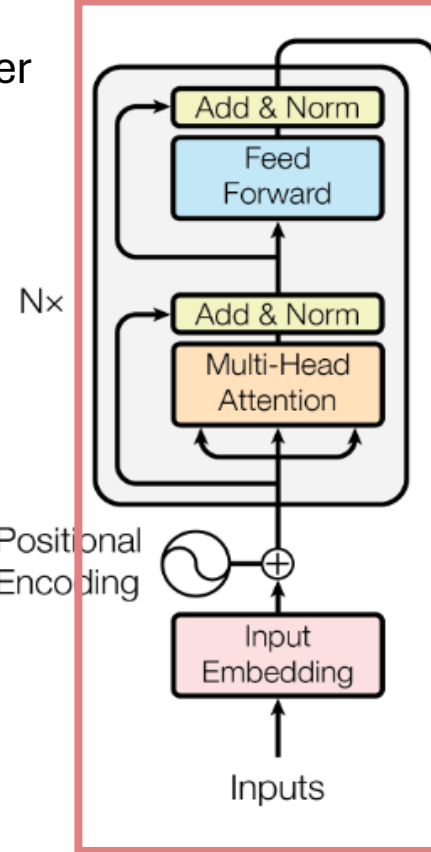 er
Add & Norm
Feed
Forward
N×
Add & Norm
Multi-Head
Attention
Positional
Encoding
Input
Embedding
Inputs